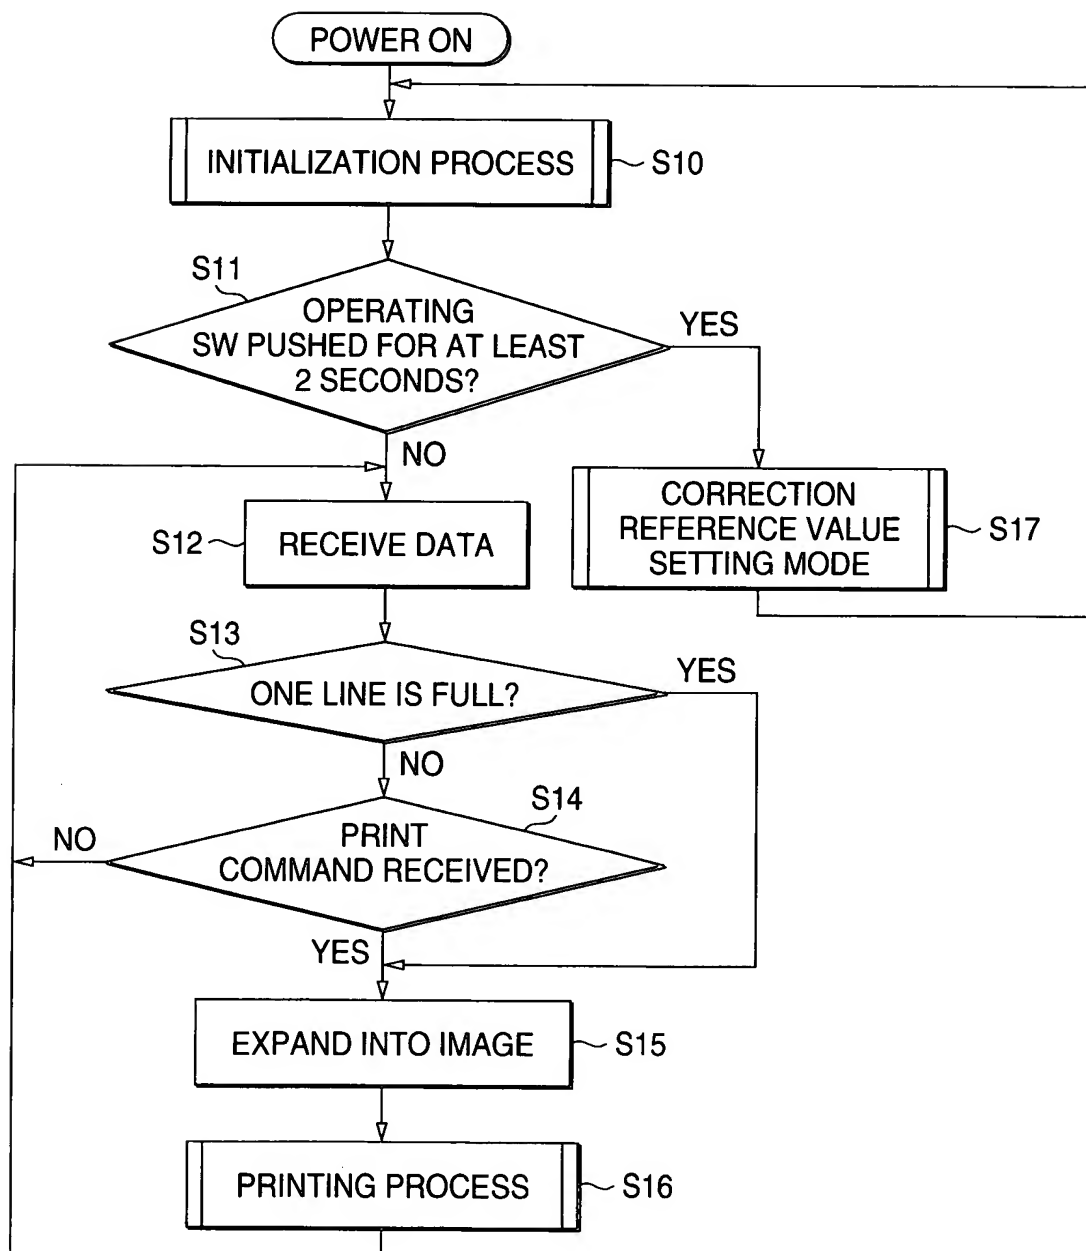 POWER ON
INITIALIZATION PROCESS
S10
S11
OPERATING
SW PUSHED FOR AT LEAST
2 SECONDS?
YES
NO
CORRECTION
REFERENCE VALUE
SETTING MODE
S17
S12
RECEIVE DATA
S13
ONE LINE IS FULL?
YES
NO
S14
PRINT
COMMAND RECEIVED?
NO
YES
EXPAND INTO IMAGE
S15
PRINTING PROCESS
S16